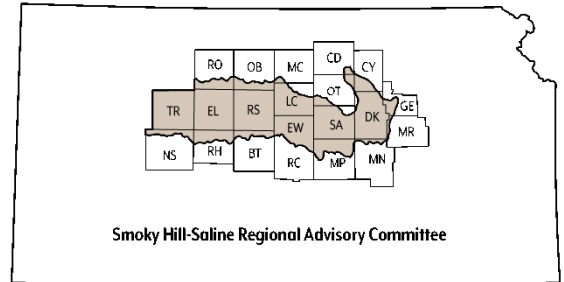 RO OB MC CD CY
OT
TR EL RS LC GE
EW SA DK MR
NS RH BT RC MP MN
Smoky Hill-Saline Regional Advisory Committee